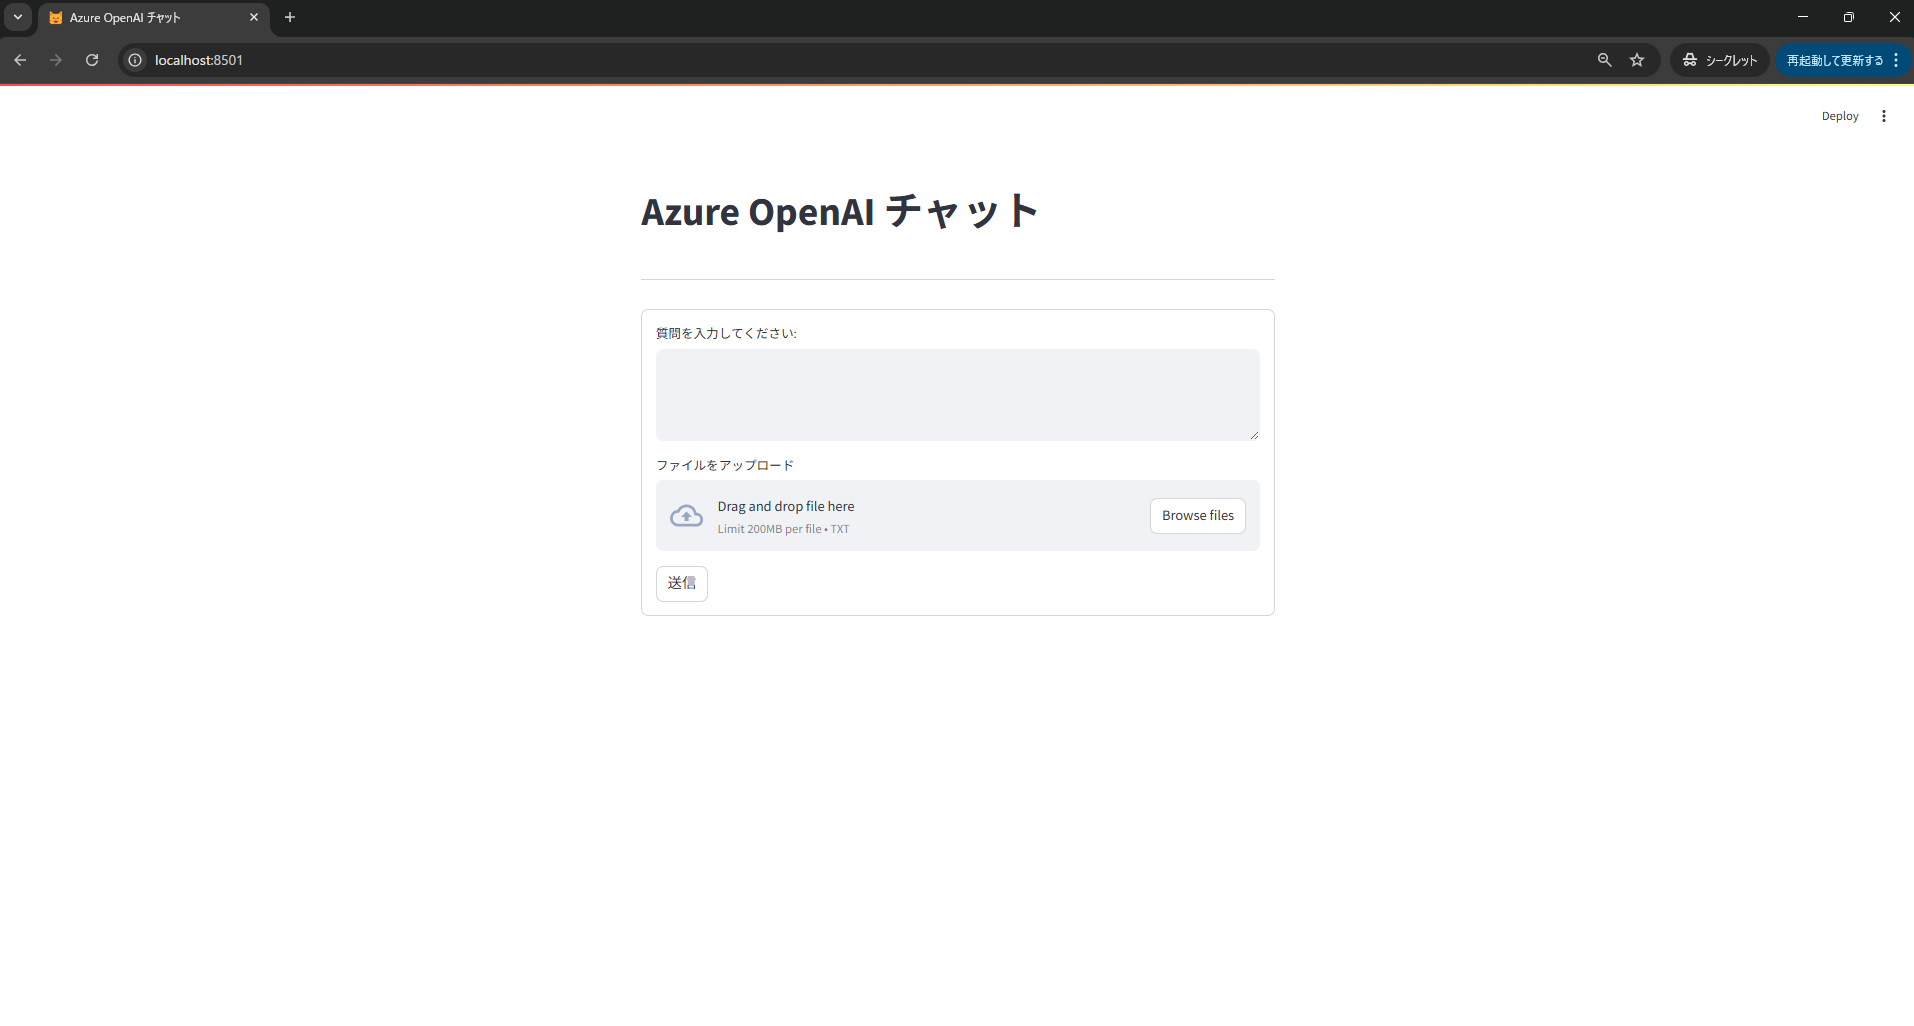 Azure OpenAI チャット
localhost:8501
シークレット
再起動して更新する
Deploy
Azure OpenAI チャット
質問を入力してください:
ファイルをアップロード
Drag and drop file here
Limit 200MB per file • TXT
Browse files
送信